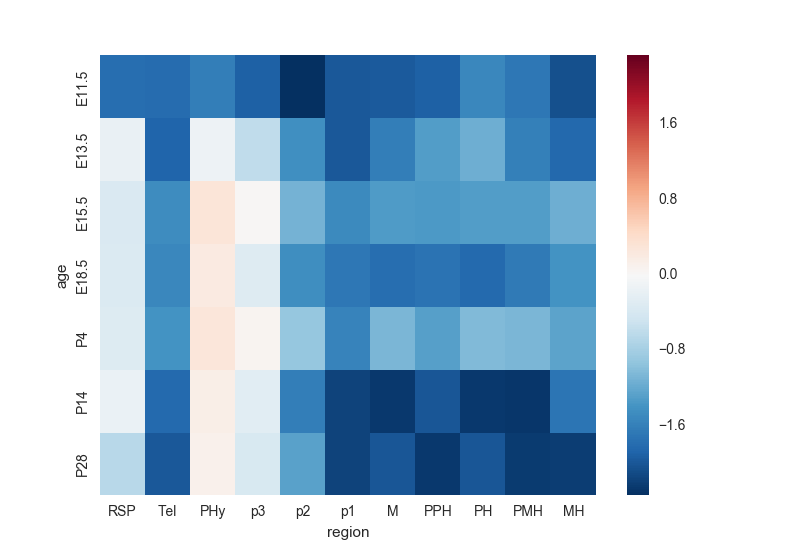 E11.5
E13.5
E15.5
E18.5
P4
P14
P28
age
RSP Tel PHy p3 p2 p1 M PPH PH PMH MH
region
1.6
0.8
0.0
−0.8
−1.6